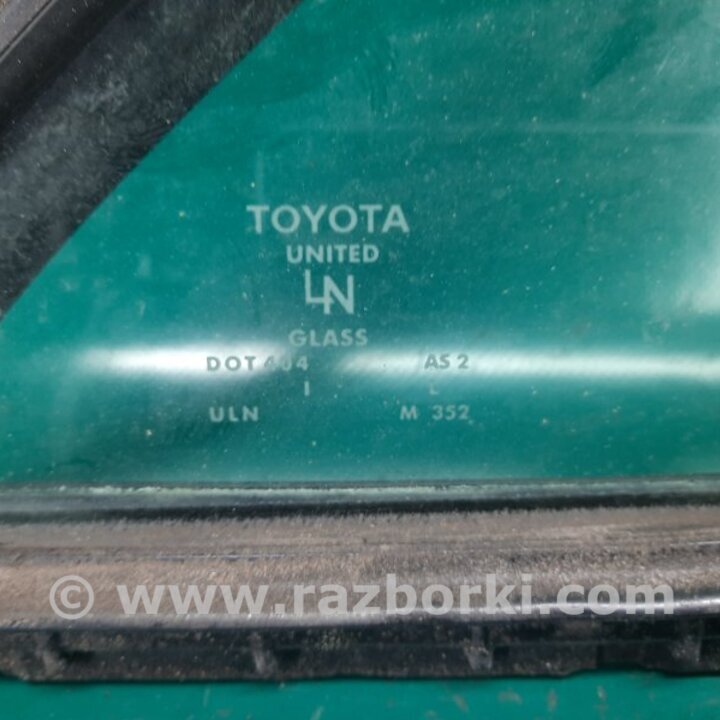 TOYOTA
UNITED
LN
GLASS
DOT 404 AS 2
I L
ULN M 352
© www.razborki.com